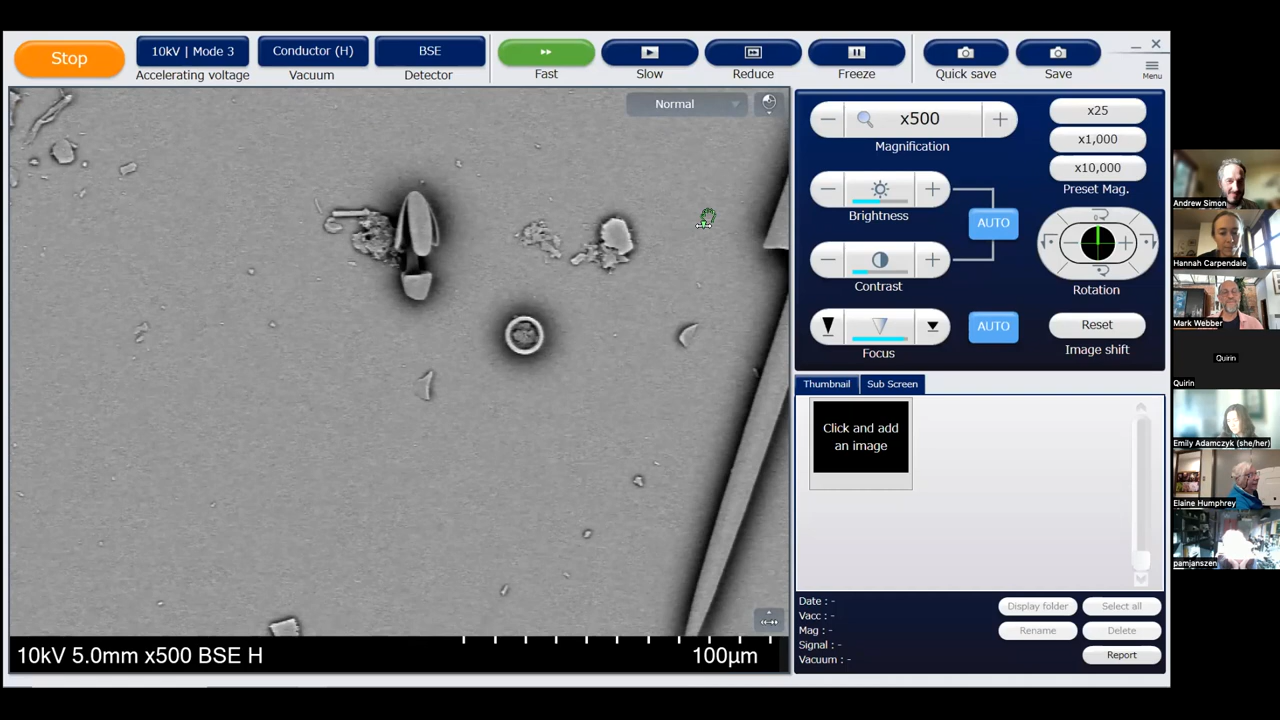 Stop
10kV | Mode 3
Accelerating voltage
Conductor (H)
Vacuum
BSE
Detector
Fast
Slow
Reduce
Freeze
Quick save
Save
Menu
Normal
x500
Magnification
x25
x1,000
x10,000
Preset Mag.
Brightness
AUTO
Contrast
Rotation
AUTO
Focus
Reset
Image shift
Thumbnail
Sub Screen
Click and add
an image
Date : -
Vacc : -
Mag : -
Signal : -
Vacuum : -
Display folder
Select all
Rename
Delete
Report
10kV 5.0mm x500 BSE H
100µm
Andrew Simon
Hannah Carpendale
Mark Webber
Quirin
Quirin
Emily Adamczyk (she/her)
Elaine Humphrey
pamjanszen